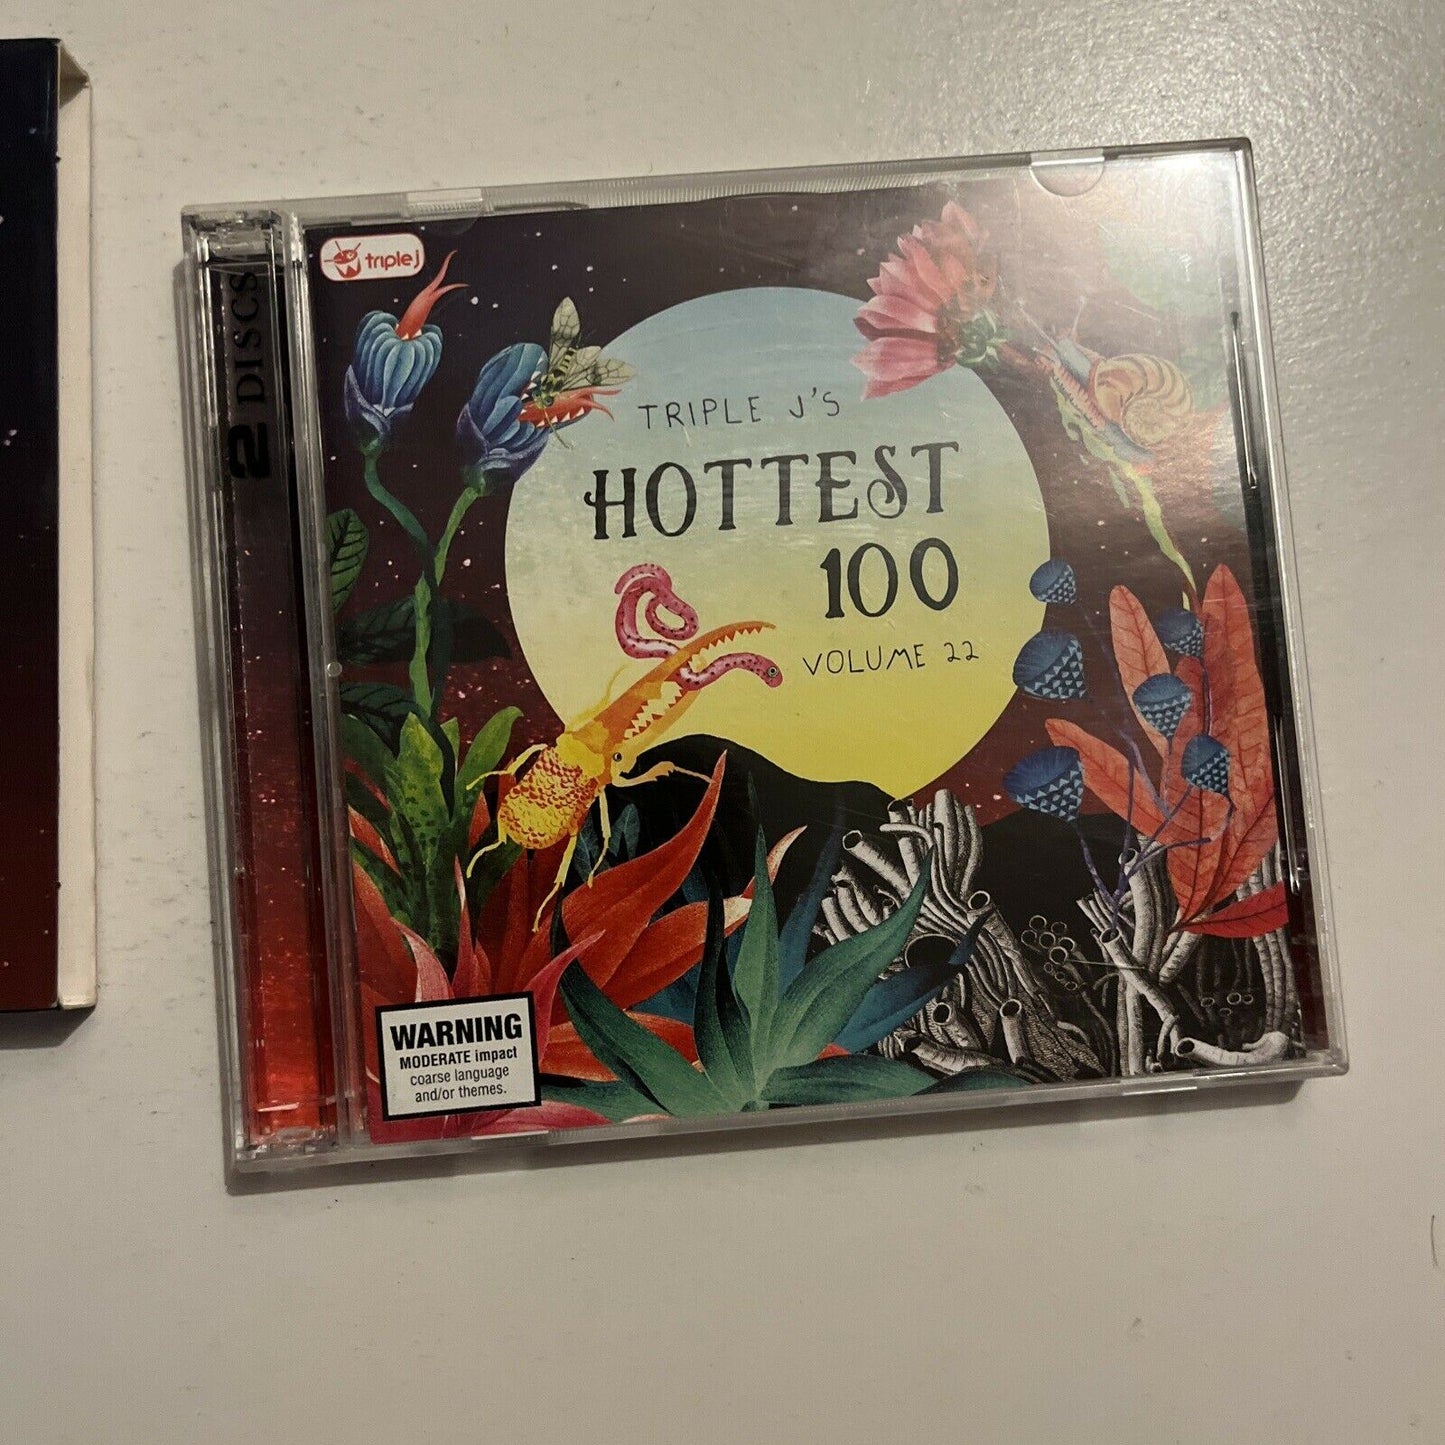 triple j
2 DISCS
TRIPLE J'S
HOTTEST
100
VOLUME 22
WARNING
MODERATE impact
coarse language
and/or themes.